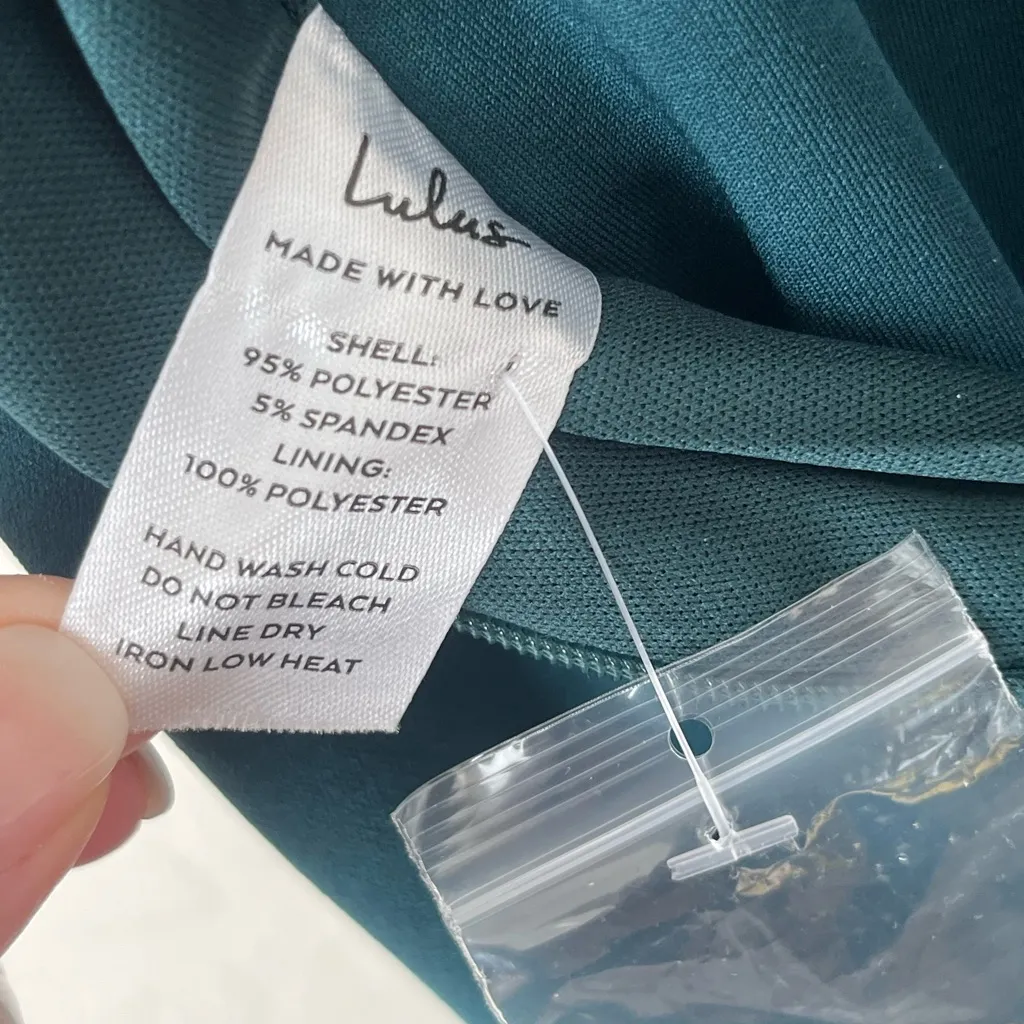 Lulus
MADE WITH LOVE
SHELL:
95% POLYESTER
5% SPANDEX
LINING:
100% POLYESTER
HAND WASH COLD
DO NOT BLEACH
LINE DRY
IRON LOW HEAT